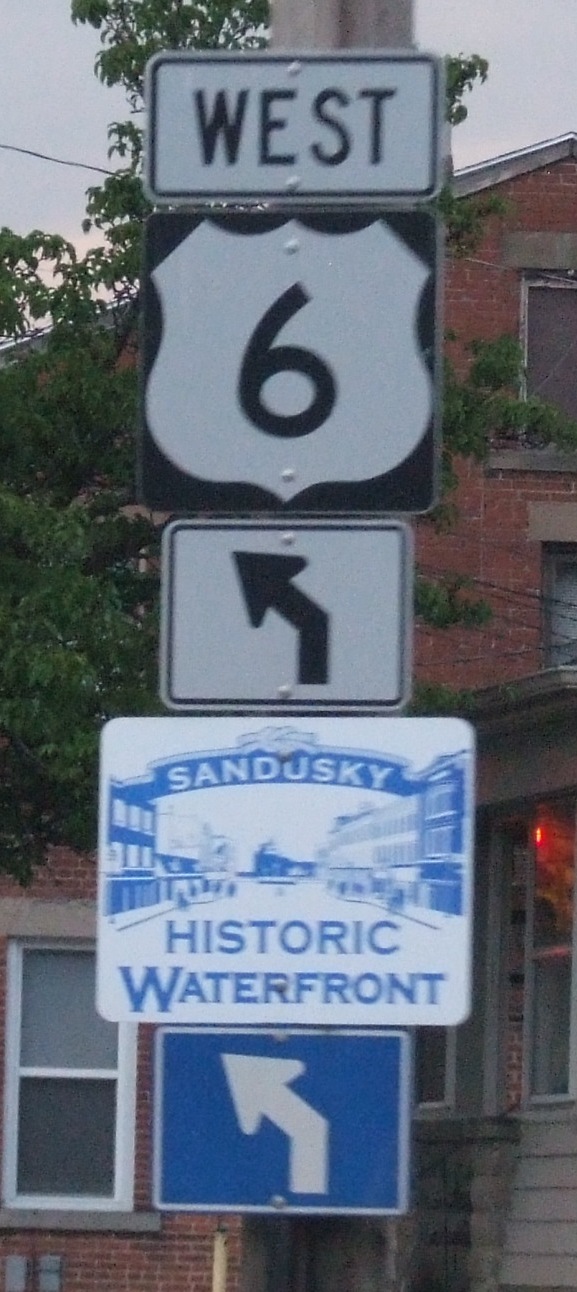 WEST
6
SANDUSKY
HISTORIC
WATERFRONT